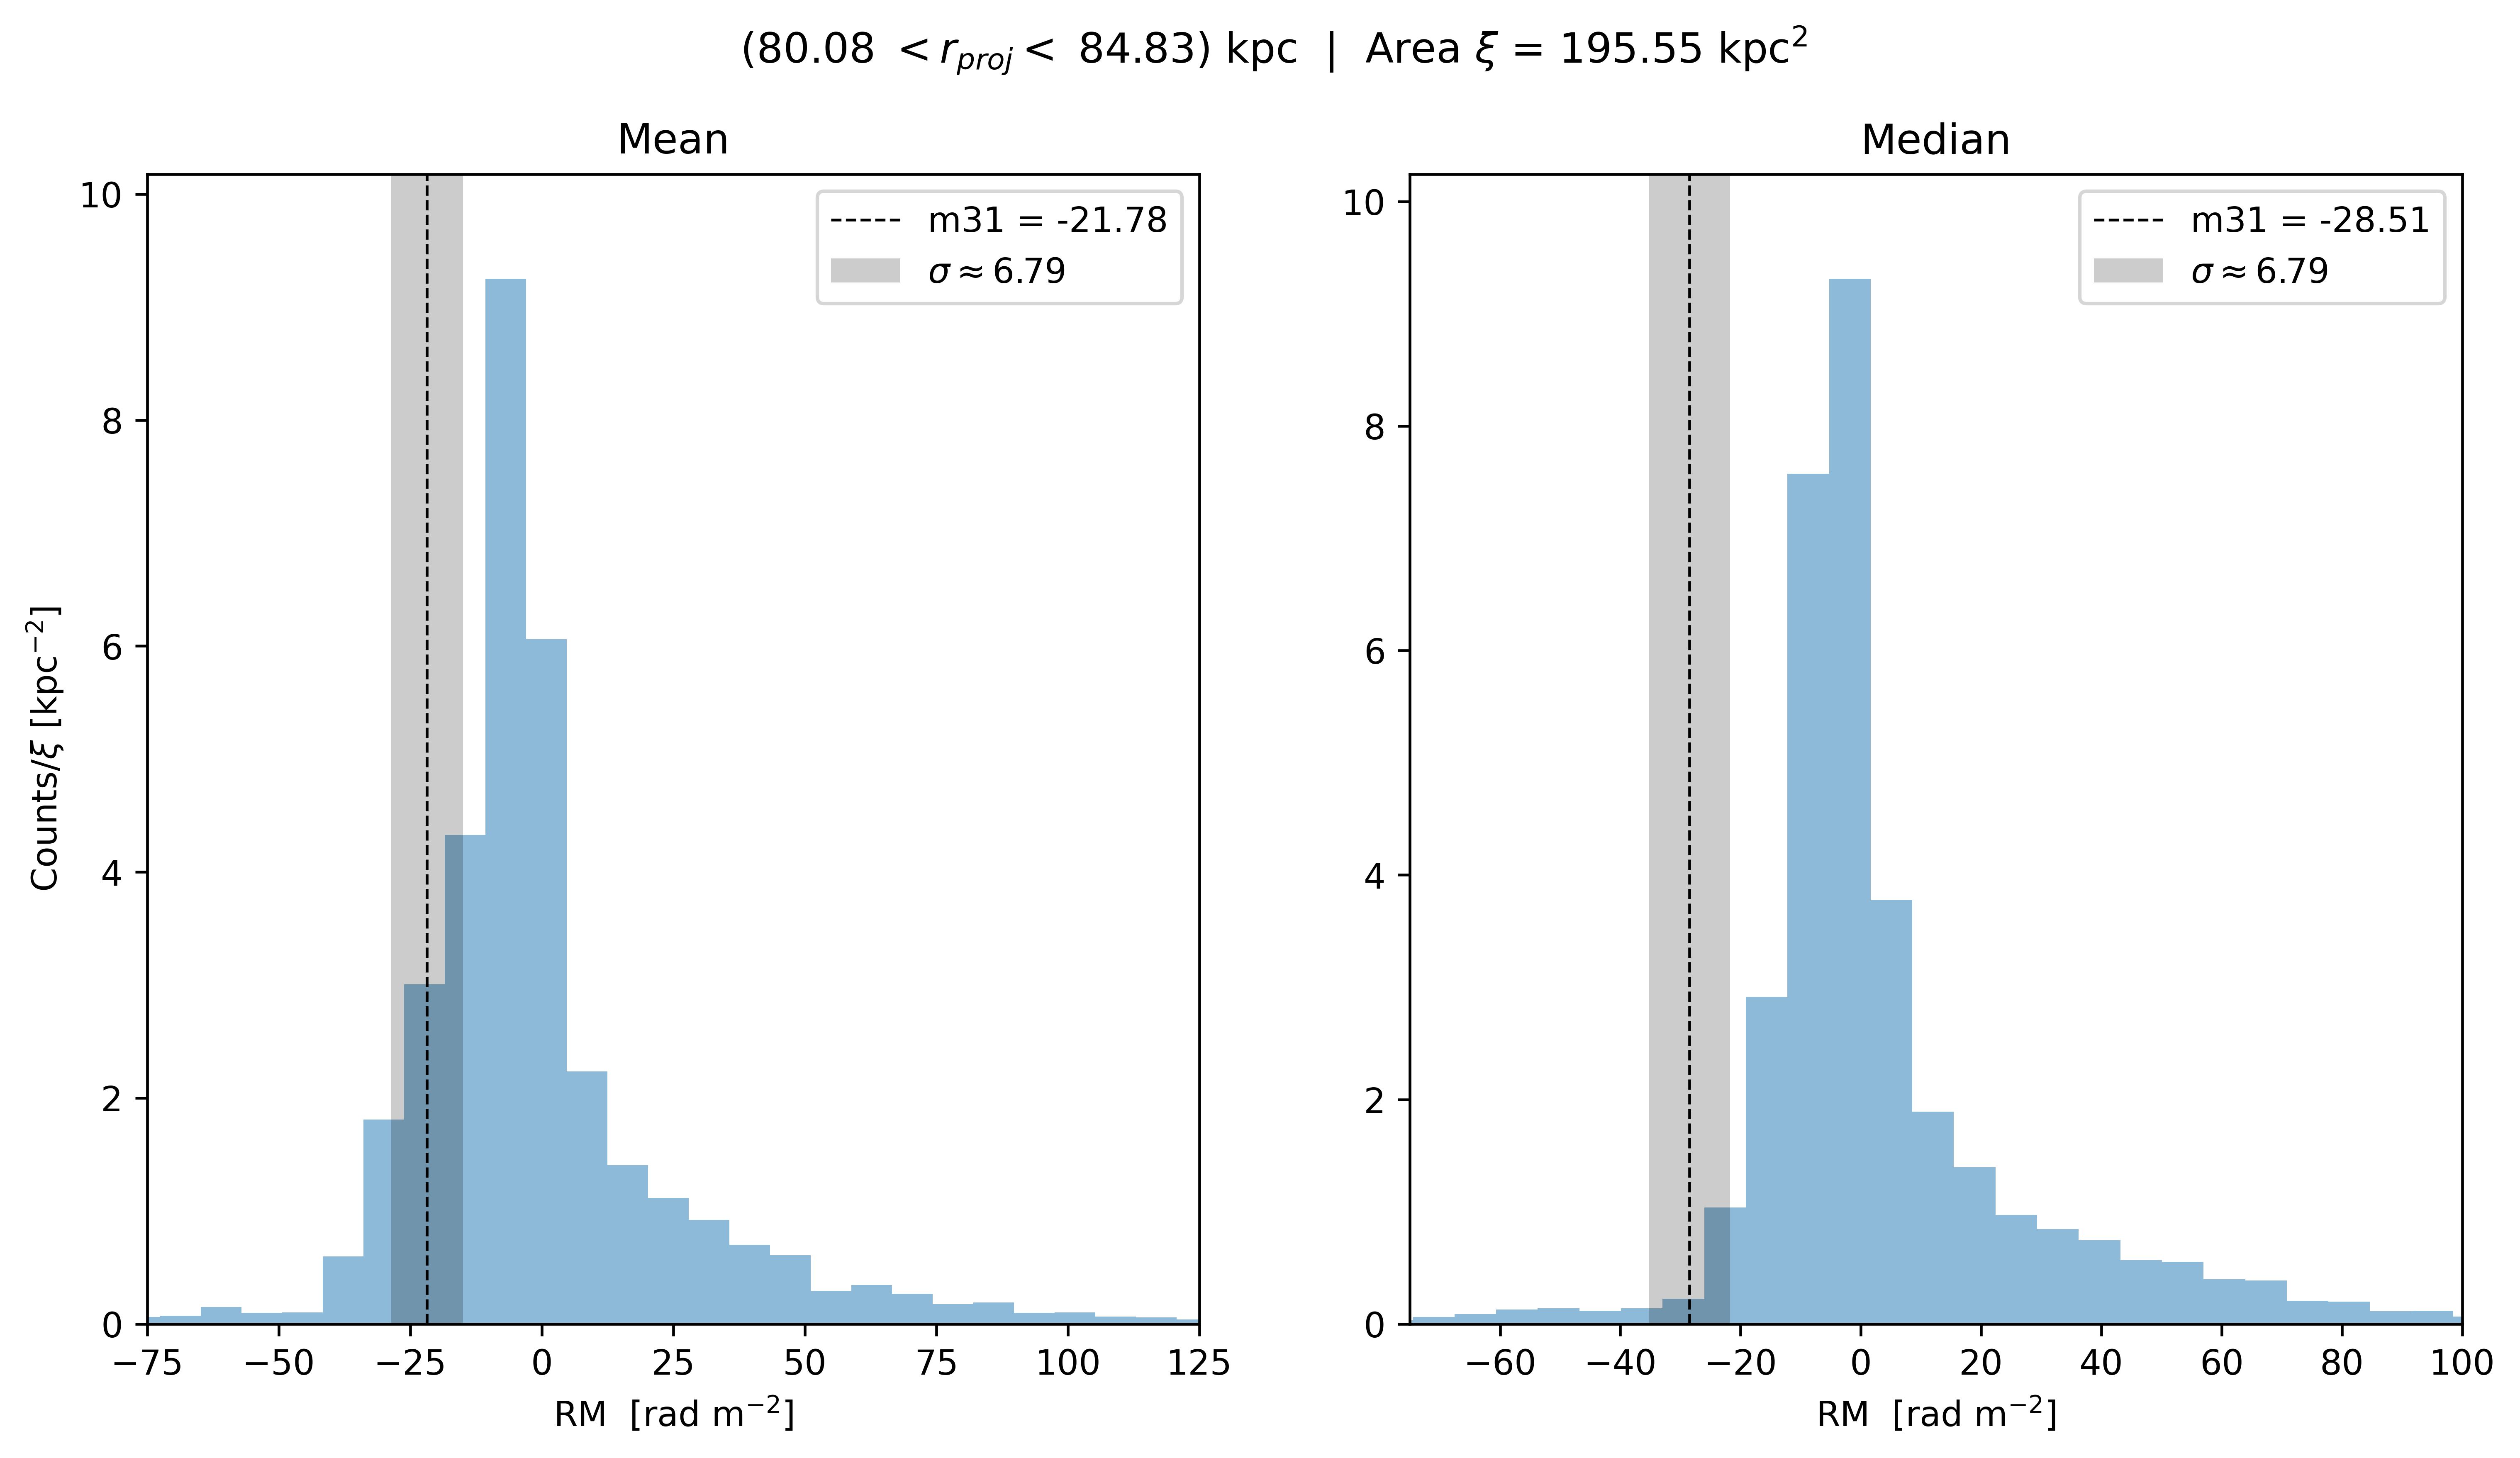 (80.08 < r_proj < 84.83) kpc | Area ξ = 195.55 kpc²
Mean
m31 = -21.78
σ ≈ 6.79
Counts/ξ [kpc⁻²]
10
8
6
4
2
0
−75 −50 −25 0 25 50 75 100 125
RM [rad m⁻²]
Median
m31 = -28.51
σ ≈ 6.79
10
8
6
4
2
0
−60 −40 −20 0 20 40 60 80 100
RM [rad m⁻²]